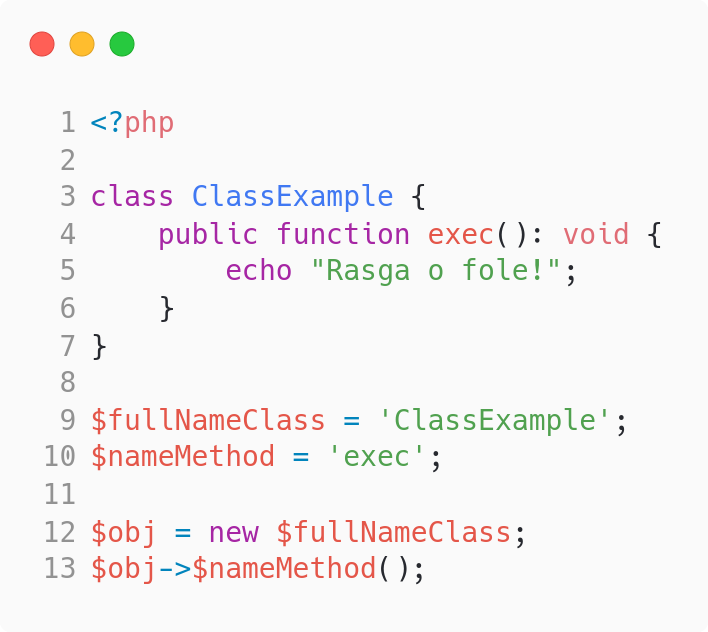 1 <?php
2
3 class ClassExample {
4     public function exec(): void {
5         echo "Rasga o fole!";
6     }
7 }
8
9 $fullNameClass = 'ClassExample';
10 $nameMethod = 'exec';
11
12 $obj = new $fullNameClass;
13 $obj->$nameMethod();